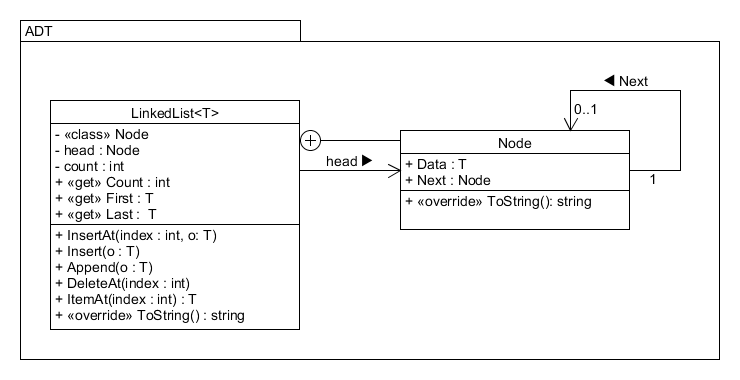 ADT
LinkedList<T>
- «class» Node
- head : Node
- count : int
+ «get» Count : int
+ «get» First : T
+ «get» Last :  T
+ InsertAt(index : int, o: T)
+ Insert(o : T)
+ Append(o : T)
+ DeleteAt(index : int)
+ ItemAt(index : int) : T
+ «override» ToString() : string
head ▶
◀ Next
0..1
Node
+ Data : T
+ Next : Node
+ «override» ToString(): string
1